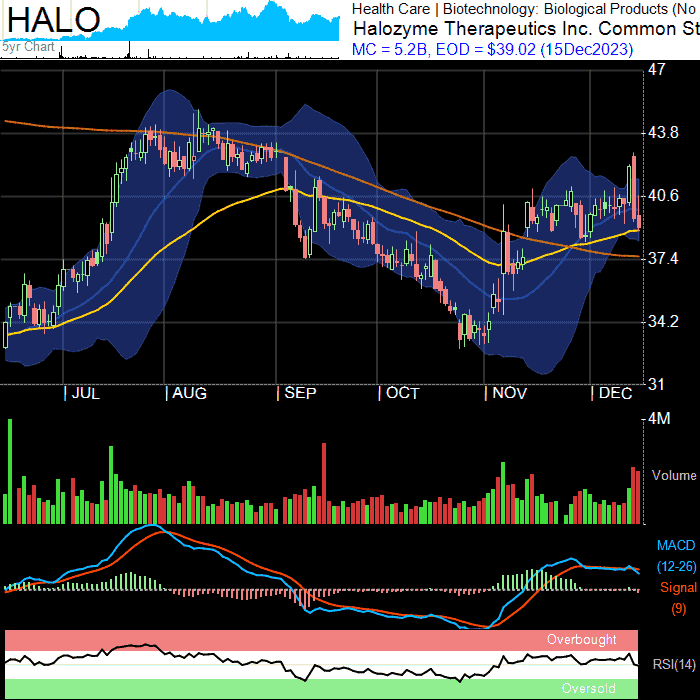 HALO
5yr Chart
Health Care | Biotechnology: Biological Products (No
Halozyme Therapeutics Inc. Common St
MC = 5.2B, EOD = $39.02 (15Dec2023)
47
43.8
40.6
37.4
34.2
31
| JUL | AUG | SEP | OCT | NOV | DEC
4M
Volume
MACD
(12-26)
Signal
(9)
Overbought
RSI(14)
Oversold